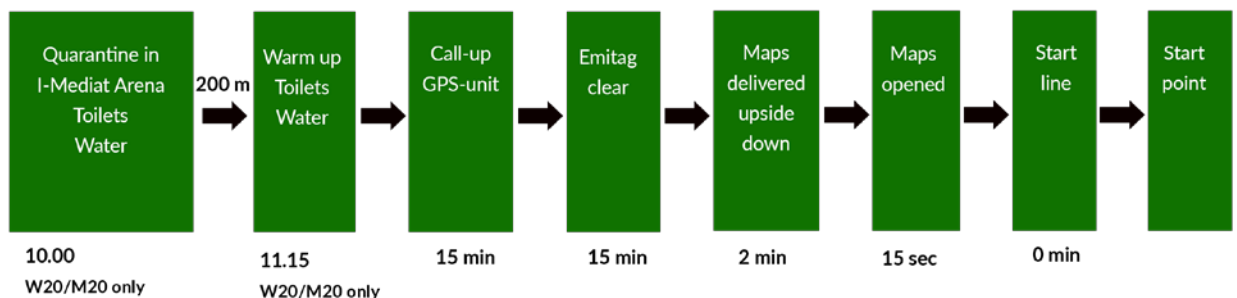 Quarantine in
I-Mediat Arena
Toilets
Water
200 m
Warm up
Toilets
Water
Call-up
GPS-unit
Emitag
clear
Maps
delivered
upside
down
Maps
opened
Start
line
Start
point
10.00
W20/M20 only
11.15
W20/M20 only
15 min
15 min
2 min
15 sec
0 min